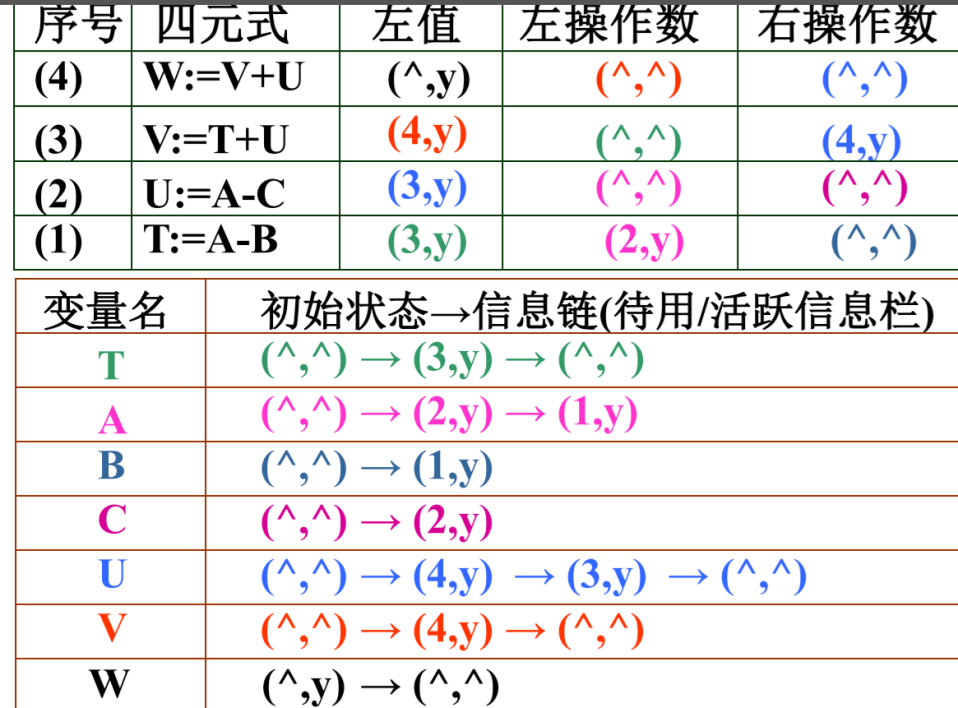 序号 四元式 左值 左操作数 右操作数
(4) W:=V+U (^,y) (^,^) (^,^)
(3) V:=T+U (4,y) (^,^) (4,y)
(2) U:=A-C (3,y) (^,^) (^,^)
(1) T:=A-B (3,y) (2,y) (^,^)
变量名 初始状态→信息链(待用/活跃信息栏)
T (^,^) → (3,y) → (^,^)
A (^,^) → (2,y) → (1,y)
B (^,^) → (1,y)
C (^,^) → (2,y)
U (^,^) → (4,y) → (3,y) → (^,^)
V (^,^) → (4,y) → (^,^)
W (^,y) → (^,^)